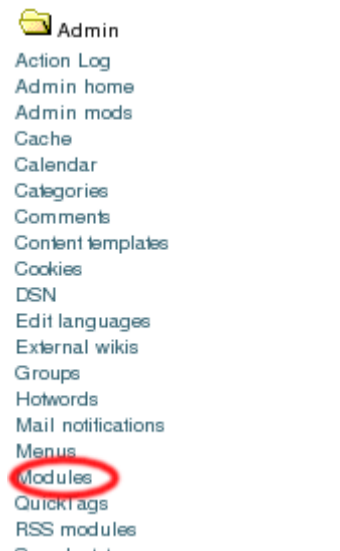 Admin
Action Log
Admin home
Admin mods
Cache
Calendar
Categories
Comments
Content templates
Cookies
DSN
Edit languages
External wikis
Groups
Hotwords
Mail notifications
Menus
Modules
QuickTags
RSS modules